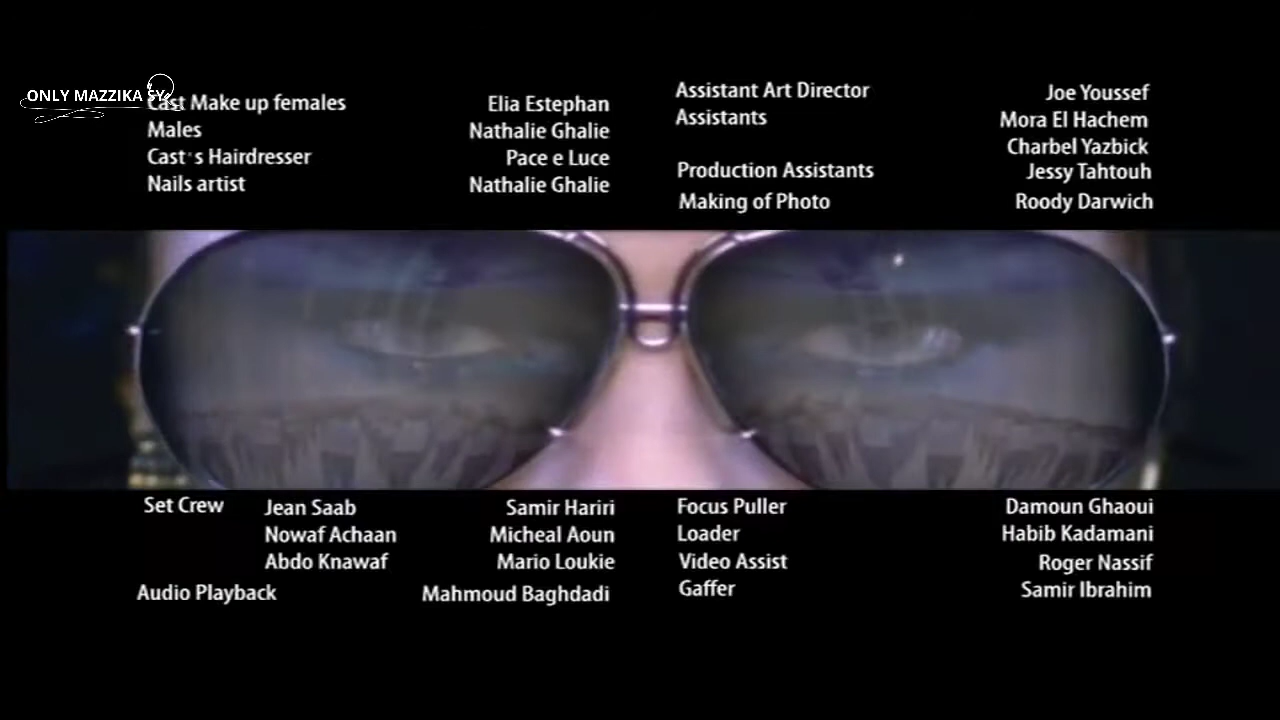 ONLY MAZZIKA SY
Cast Make up females Elia Estephan
Males Nathalie Ghalie
Cast's Hairdresser Pace e Luce
Nails artist Nathalie Ghalie
Assistant Art Director Joe Youssef
Assistants Mora El Hachem
Charbel Yazbick
Production Assistants Jessy Tahtouh
Making of Photo Roody Darwich
Set Crew Jean Saab Samir Hariri
Nowaf Achaan Micheal Aoun
Abdo Knawaf Mario Loukie
Audio Playback Mahmoud Baghdadi
Focus Puller Damoun Ghaoui
Loader Habib Kadamani
Video Assist Roger Nassif
Gaffer Samir Ibrahim